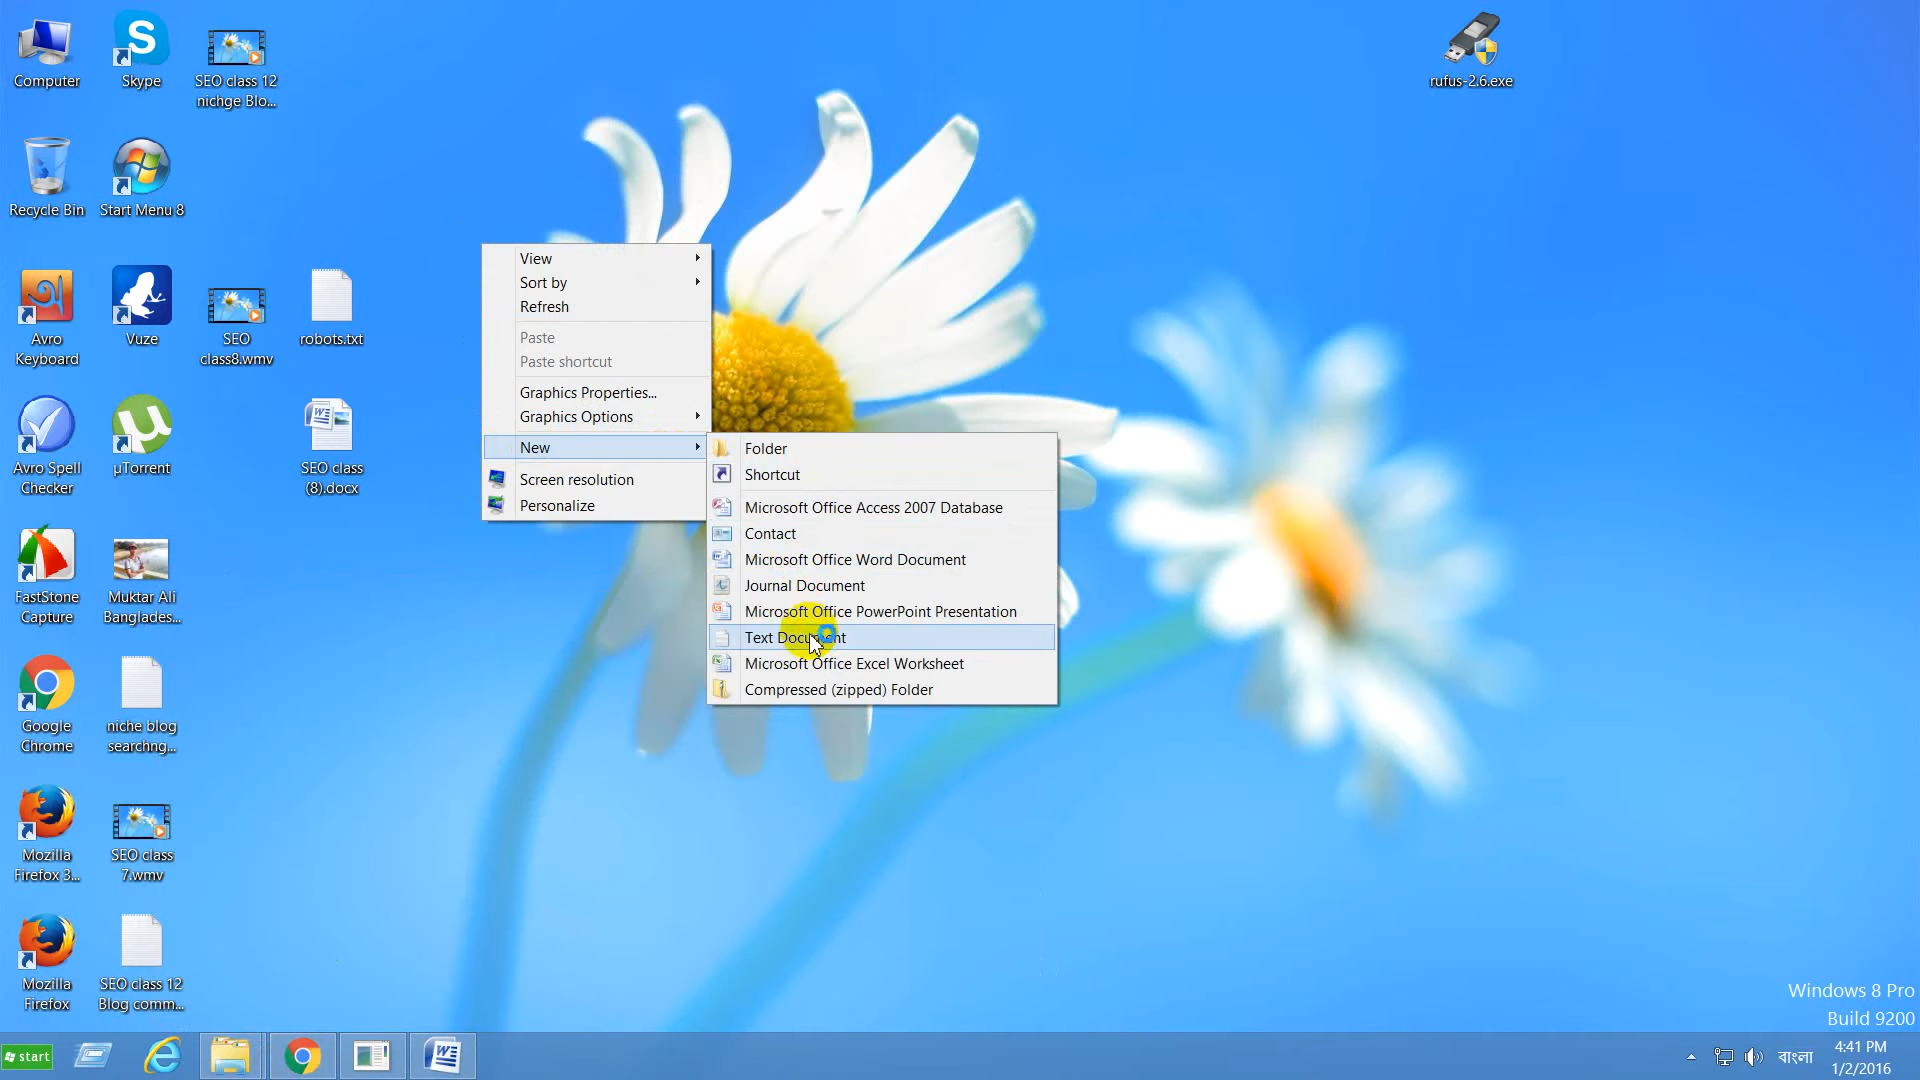 Computer
Skype
SEO class 12
nichge Blo...
rufus-2.6.exe
Recycle Bin
Start Menu 8
Avro
Keyboard
Vuze
SEO
class8.wmv
robots.txt
Avro Spell
Checker
µTorrent
SEO class
(8).docx
FastStone
Capture
Muktar Ali
Banglades...
Google
Chrome
niche blog
searchng...
Mozilla
Firefox 3...
SEO class
7.wmv
Mozilla
Firefox
SEO class 12
Blog comm...
View
Sort by
Refresh
Paste
Paste shortcut
Graphics Properties...
Graphics Options
New
Screen resolution
Personalize
Folder
Shortcut
Microsoft Office Access 2007 Database
Contact
Microsoft Office Word Document
Journal Document
Microsoft Office PowerPoint Presentation
Text Document
Microsoft Office Excel Worksheet
Compressed (zipped) Folder
Windows 8 Pro
Build 9200
start
বাংলা
4:41 PM
1/2/2016